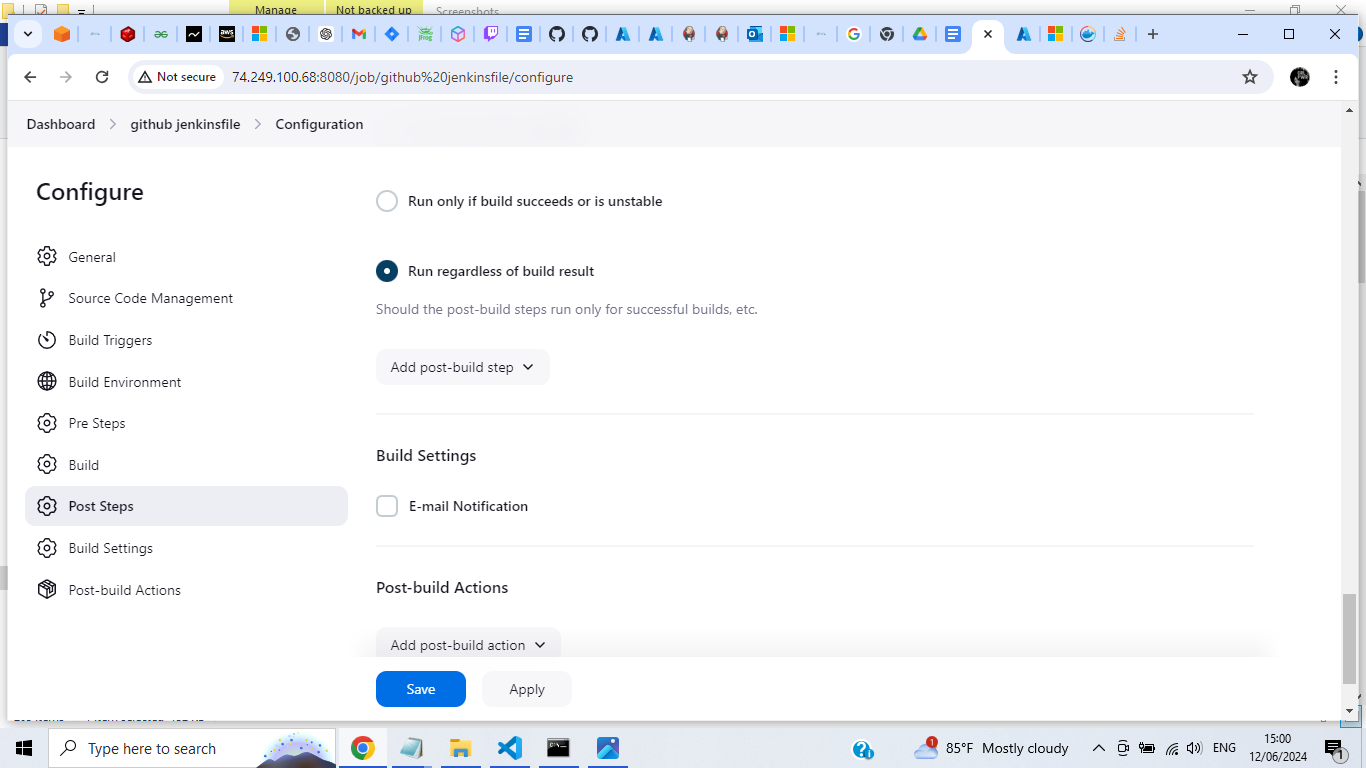 Manage
Not backed up
Screenshots
Not secure
74.249.100.68:8080/job/github%20jenkinsfile/configure
Dashboard
github jenkinsfile
Configuration
Configure
General
Source Code Management
Build Triggers
Build Environment
Pre Steps
Build
Post Steps
Build Settings
Post-build Actions
Run only if build succeeds or is unstable
Run regardless of build result
Should the post-build steps run only for successful builds, etc.
Add post-build step
Build Settings
E-mail Notification
Post-build Actions
Add post-build action
Save
Apply
Type here to search
1
85°F Mostly cloudy
ENG
15:00
12/06/2024
1